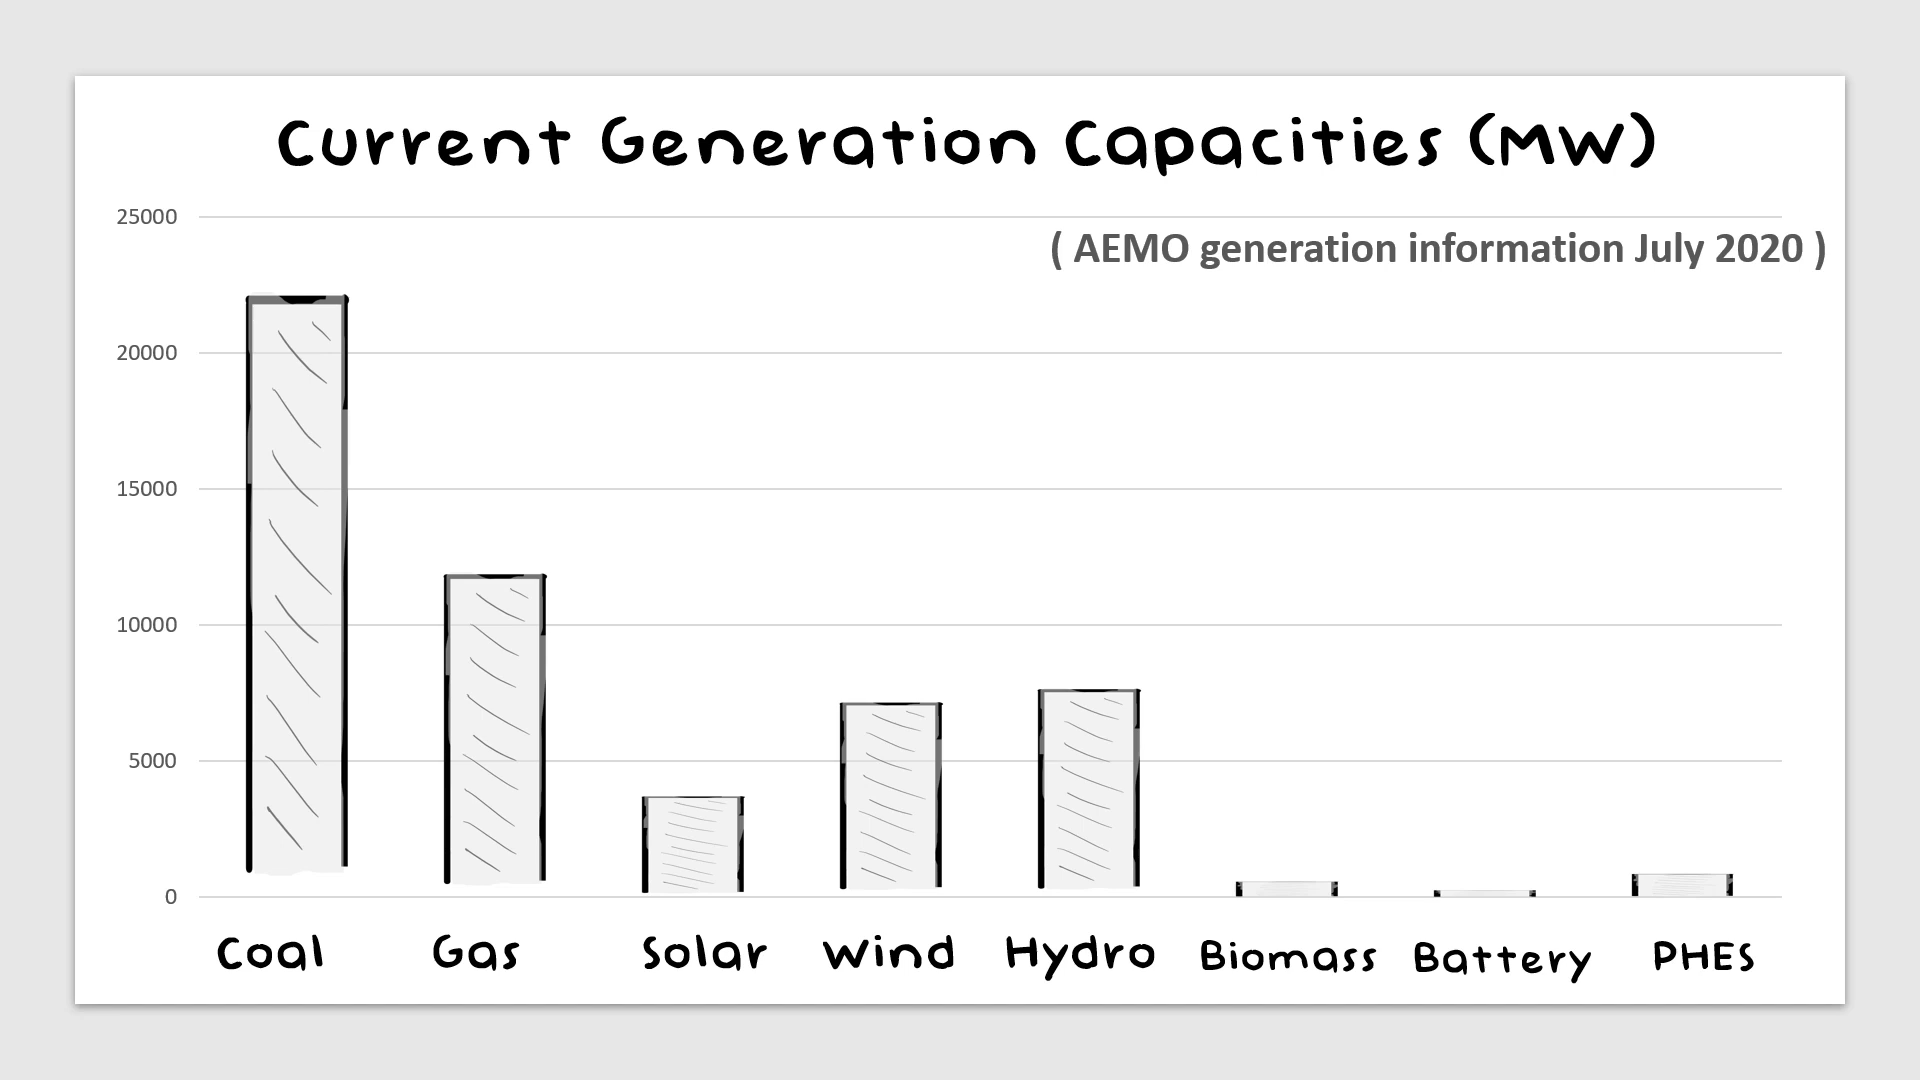 Current Generation Capacities (MW)
25000
( AEMO generation information July 2020 )
20000
15000
10000
5000
0
Coal Gas Solar Wind Hydro Biomass Battery PHES